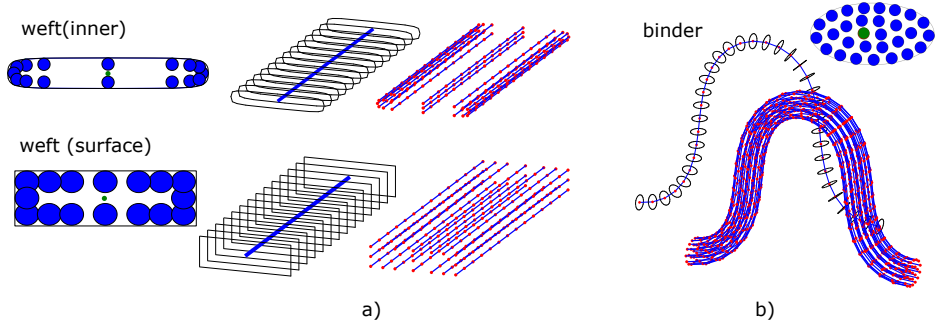 weft(inner)
weft (surface)
a)
binder
b)